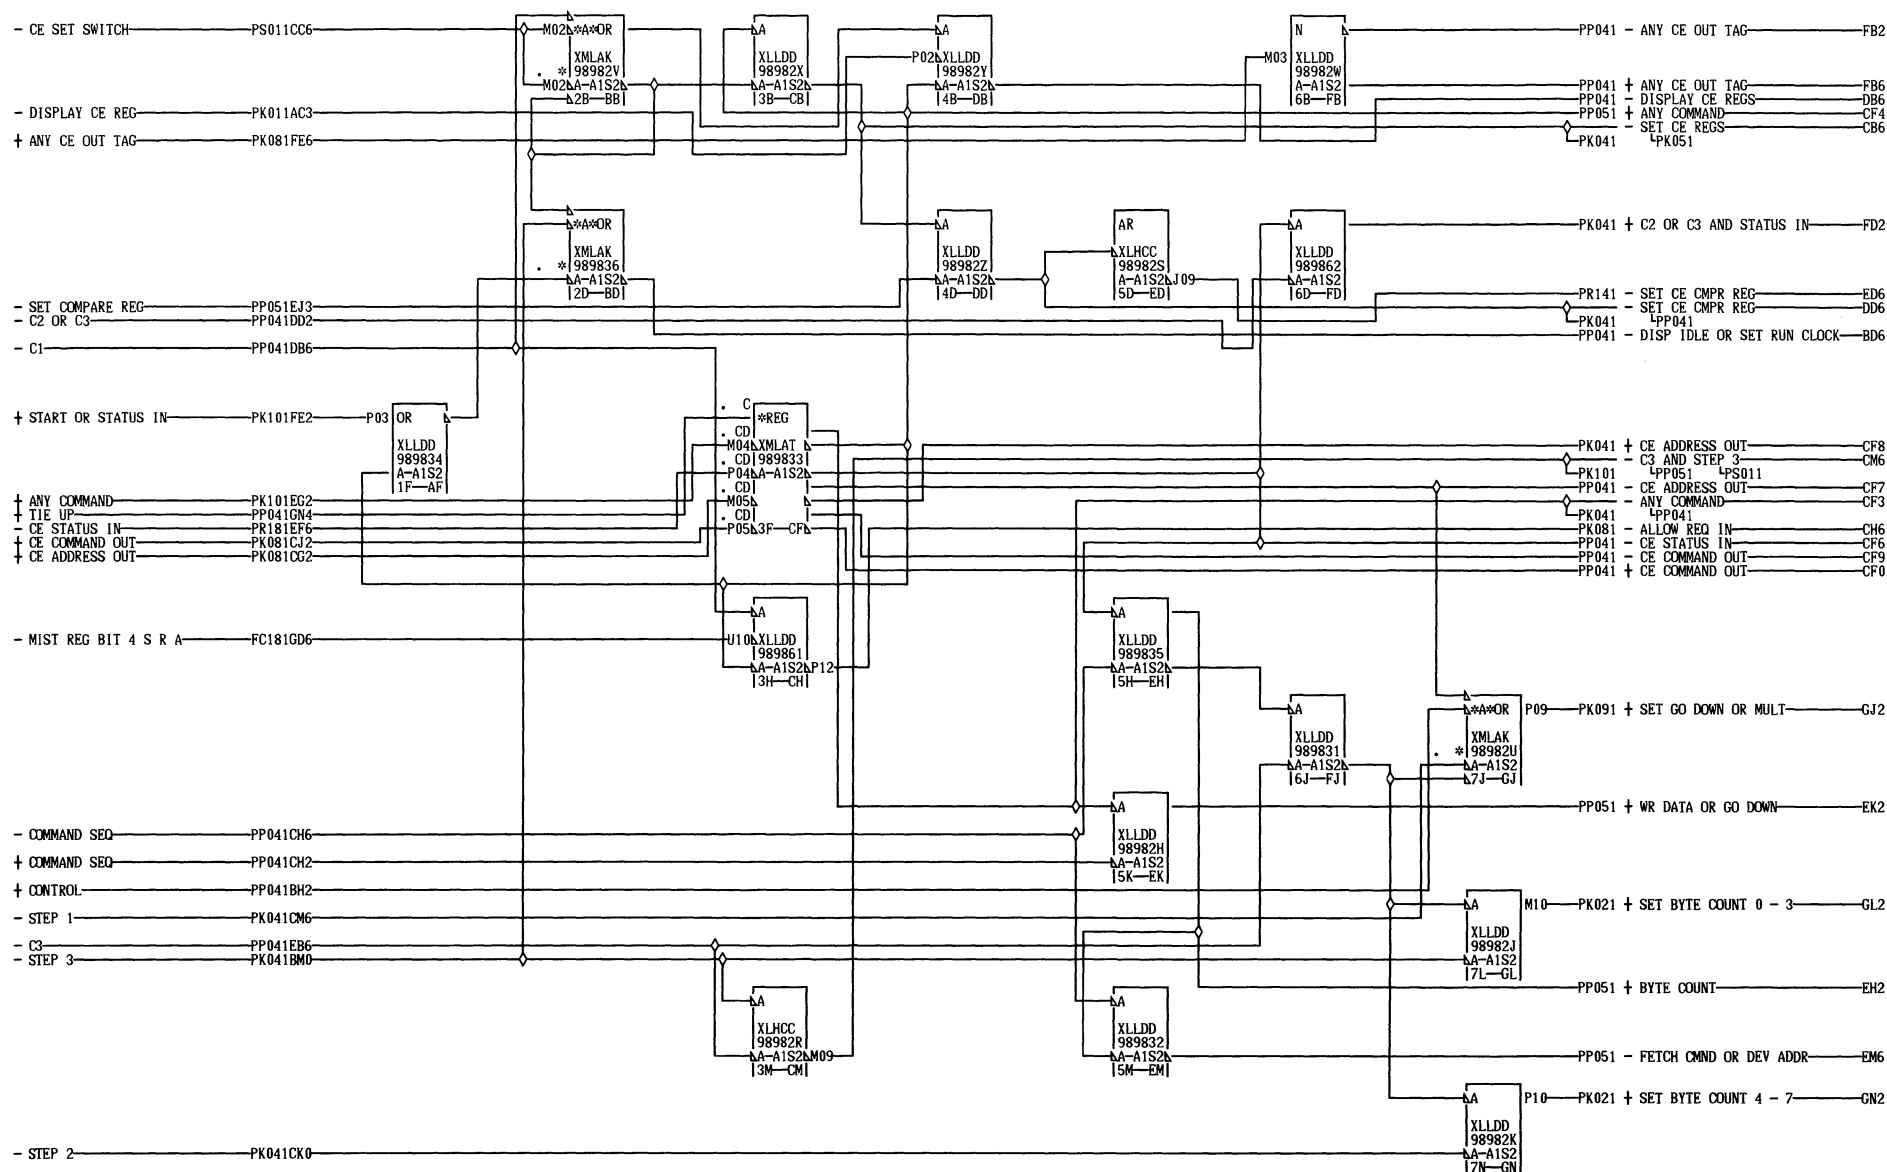 - CE SET SWITCH PS011CC6
- DISPLAY CE REG PK011AC3
+ ANY CE OUT TAG PK081FE6
M02 *A*OR
XMLAK
* 98982V
M02 A-A1S2
2B BB
A
XLLDD
98982X
A-A1S2
3B CB
A
P02 XLLDD
98982Y
A-A1S2
4B DB
N
M03 XLLDD
98982W
A-A1S2
6B FB
PP041 - ANY CE OUT TAG FB2
PP041 + ANY CE OUT TAG FB6
PP041 - DISPLAY CE REGS DB6
PP051 + ANY COMMAND CF4
- SET CE REGS CB6
PK041 PK051
- SET COMPARE REG PP051EJ3
- C2 OR C3 PP041DD2
- C1 PP041DB6
*A*OR
XMLAK
* 989836
A-A1S2
2D BD
A
XLLDD
98982Z
A-A1S2
4D DD
AR
XLHCC
98982S
A-A1S2 J09
5D ED
A
XLLDD
989862
A-A1S2
6D FD
PK041 + C2 OR C3 AND STATUS IN FD2
PR141 - SET CE CMPR REG ED6
- SET CE CMPR REG DD6
PK041 PP041
PP041 - DISP IDLE OR SET RUN CLOCK BD6
+ START OR STATUS IN PK101FE2 P03 OR
XLLDD
989834
A-A1S2
1F AF
+ ANY COMMAND PK101EG2
+ TIE UP PP041GN4
- CE STATUS IN PR181EF6
+ CE COMMAND OUT PK081CJ2
+ CE ADDRESS OUT PK081CG2
C
*REG
CD
M04 XMLAT
CD 989833
P04 A-A1S2
CD
M05
CD
P05 3F CF
PK041 + CE ADDRESS OUT CF8
- C3 AND STEP 3 CM6
PK101 PP051 PS011
PP041 - CE ADDRESS OUT CF7
- ANY COMMAND CF3
PK041 PP041
PK081 - ALLOW REQ IN CH6
PP041 - CE STATUS IN CF6
PP041 - CE COMMAND OUT CF9
PP041 + CE COMMAND OUT CF0
- MIST REG BIT 4 S R A FC181GD6
A
U10 XLLDD
989861
A-A1S2 P12
3H CH
A
XLLDD
989835
A-A1S2
5H EH
A
XLLDD
989831
A-A1S2
6J FJ
*A*OR
XMLAK
* 98982U
A-A1S2
7J GJ
P09 PK091 + SET GO DOWN OR MULT GJ2
A
XLLDD
98982H
A-A1S2
5K EK
PP051 + WR DATA OR GO DOWN EK2
- COMMAND SEQ PP041CH6
+ COMMAND SEQ PP041CH2
+ CONTROL PP041BH2
- STEP 1 PK041CM6
- C3 PP041EB6
- STEP 3 PK041BM0
A
XLLDD
98982J
A-A1S2
7L GL
M10 PK021 + SET BYTE COUNT 0 - 3 GL2
PP051 + BYTE COUNT EH2
A
XLHCC
98982R
A-A1S2 M09
3M CM
A
XLLDD
989832
A-A1S2
5M EM
PP051 - FETCH CMND OR DEV ADDR EM6
A
XLLDD
98982K
A-A1S2
7N GN
P10 PK021 + SET BYTE COUNT 4 - 7 GN2
- STEP 2 PK041CK0